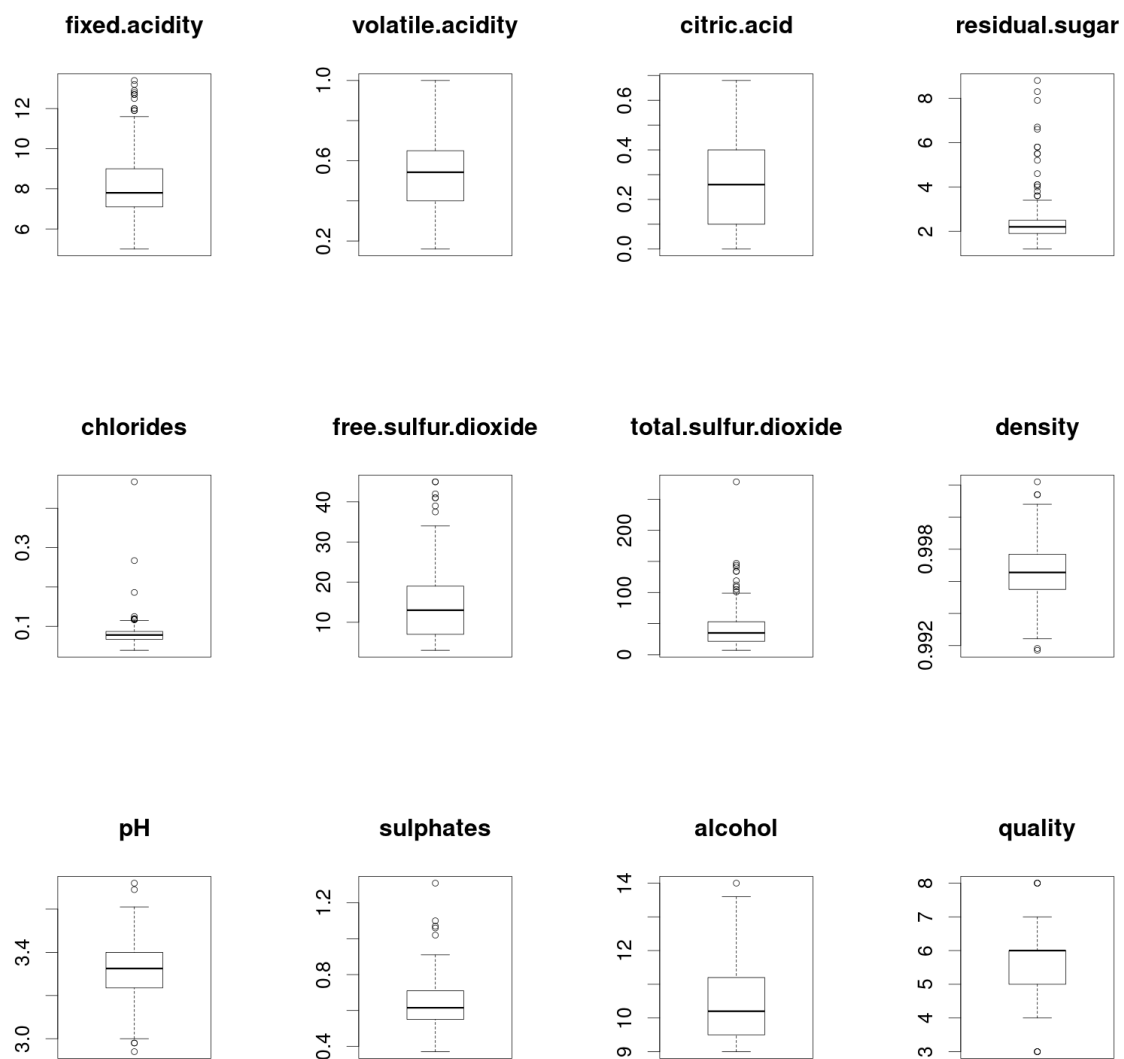 fixed.acidity
volatile.acidity
citric.acid
residual.sugar
6 8 10 12
0.2 0.6 1.0
0.0 0.2 0.4 0.6
2 4 6 8
chlorides
free.sulfur.dioxide
total.sulfur.dioxide
density
0.1 0.3
10 20 30 40
0 100 200
0.992 0.998
pH
sulphates
alcohol
quality
3.0 3.4
0.4 0.8 1.2
9 10 12 14
3 4 5 6 7 8